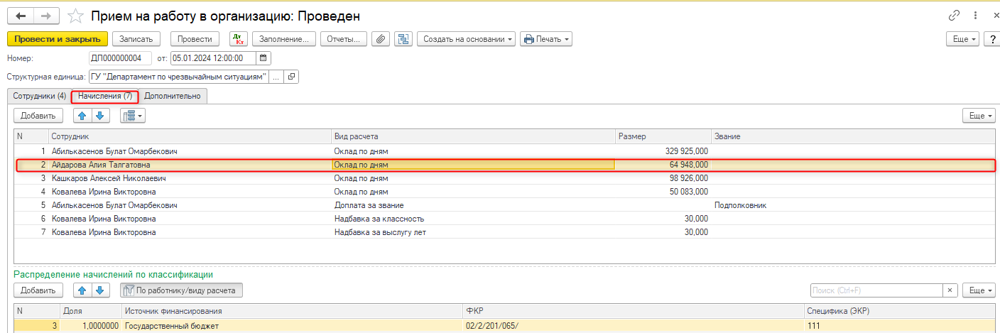 Прием на работу в организацию: Проведен
Провести и закрыть Записать Провести Дт Кт Заполнение... Отчеты... Создать на основании Печать Еще ?
Номер: ДП000000004 от: 05.01.2024 12:00:00
Структурная единица: ГУ "Департамент по чрезвычайным ситуациям" ...
Сотрудники (4) Начисления (7) Дополнительно
Добавить Еще
N Сотрудник Вид расчета Размер Звание
1 Абилькасенов Булат Омарбекович Оклад по дням 329 925,000
2 Айдарова Алия Талгатовна Оклад по дням 64 948,000
3 Кашкаров Алексей Николаевич Оклад по дням 98 926,000
4 Ковалева Ирина Викторовна Оклад по дням 50 083,000
5 Абилькасенов Булат Омарбекович Доплата за звание Подполковник
6 Ковалева Ирина Викторовна Надбавка за классность 30,000
7 Ковалева Ирина Викторовна Надбавка за выслугу лет 30,000
Распределение начислений по классификации
Добавить По работнику/виду расчета Поиск (Ctrl+F) × Еще
N Доля Источник финансирования ФКР Специфика (ЭКР)
3 1,0000000 Государственный бюджет 02/2/201/065/ 111